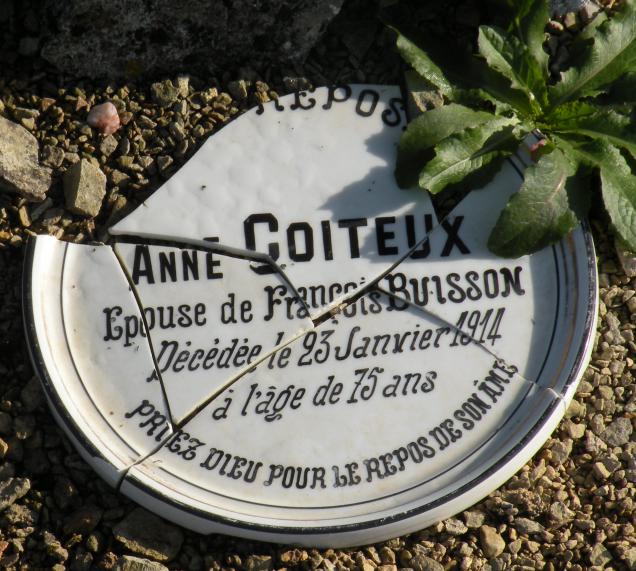 REPOS
ANNE COITEUX
Epouse de François BUISSON
Décédée le 23 Janvier 1914
à l'âge de 75 ans
PRIEZ DIEU POUR LE REPOS DE SON ÂME